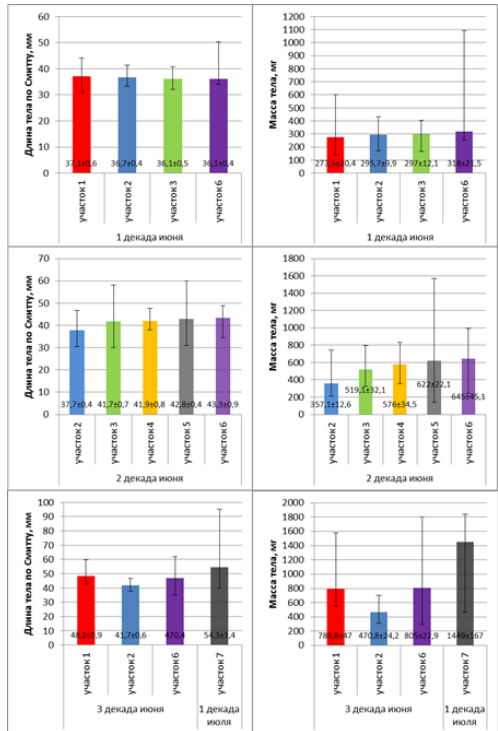 Длина тела по Смитту, мм
60
50
40
30
20
10
0
37,1±0,6
36,7±0,4
36,1±0,5
36,1±0,4
участок 1
участок 2
участок 3
участок 6
1 декада июня
Масса тела, мг
1200
1100
1000
900
800
700
600
500
400
300
200
100
0
273,5±20,4
295,7±9,9
297±12,1
318±21,5
участок 1
участок 2
участок 3
участок 6
1 декада июня
Длина тела по Смитту, мм
70
60
50
40
30
20
10
0
37,7±0,4
41,7±0,7
41,9±0,8
42,8±0,4
43,3±0,9
участок 2
участок 3
участок 4
участок 5
участок 6
2 декада июня
Масса тела, мг
1800
1600
1400
1200
1000
800
600
400
200
0
357,1±12,6
519,1±32,1
576±34,5
622±22,1
645±45,1
участок 2
участок 3
участок 4
участок 5
участок 6
2 декада июня
Длина тела по Смитту, мм
100
90
80
70
60
50
40
30
20
10
0
48,2±0,9
41,7±0,6
470,4
54,3±1,4
участок 1
участок 2
участок 6
участок 7
3 декада июня
1 декада
июля
Масса тела, мг
2000
1800
1600
1400
1200
1000
800
600
400
200
0
789,8±47
470,8±24,2
805±22,9
1449±167
участок 1
участок 2
участок 6
участок 7
3 декада июня
1 декада
июля